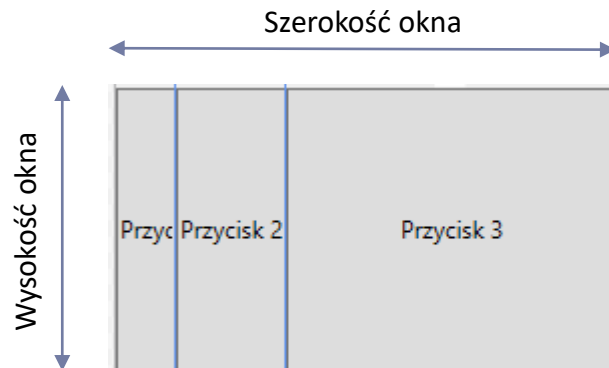 Szerokość okna
Wysokość okna
Przyc
Przycisk 2
Przycisk 3